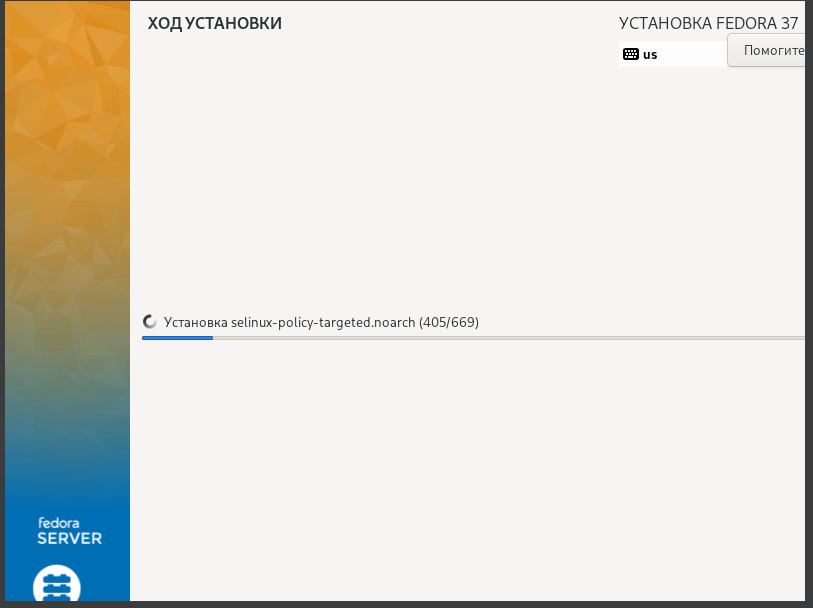 ХОД УСТАНОВКИ
УСТАНОВКА FEDORA 37
us
Помогите
Установка selinux-policy-targeted.noarch (405/669)
fedora
SERVER